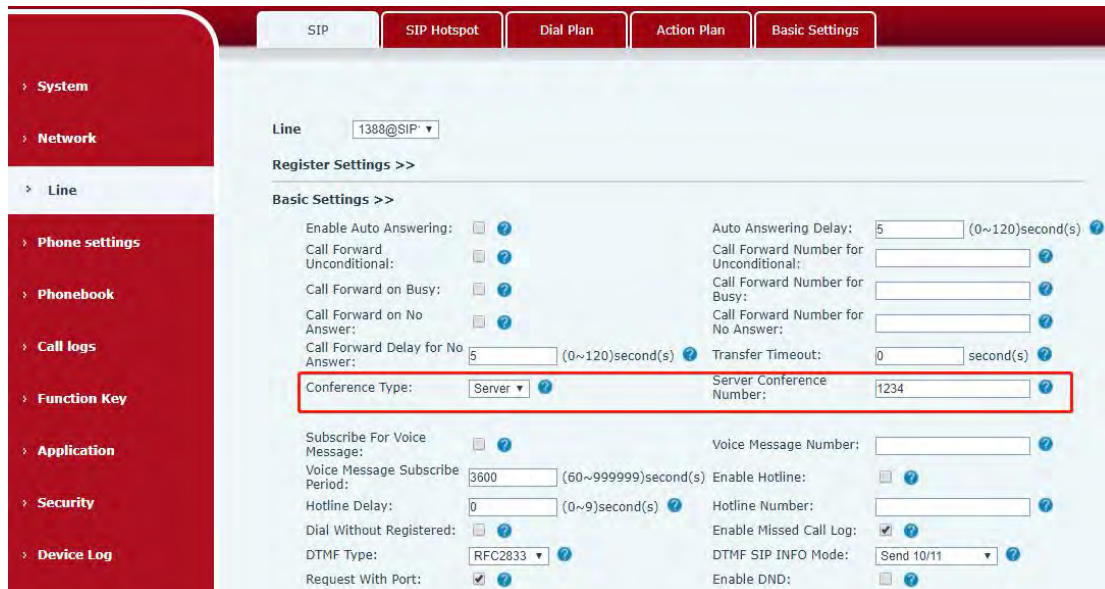 SIP
SIP Hotspot
Dial Plan
Action Plan
Basic Settings
› System
› Network
› Line
› Phone settings
› Phonebook
› Call logs
› Function Key
› Application
› Security
› Device Log
Line 1388@SIP
Register Settings >>
Basic Settings >>
Enable Auto Answering:
Auto Answering Delay: 5 (0~120)second(s)
Call Forward
Unconditional:
Call Forward Number for
Unconditional:
Call Forward on Busy:
Call Forward Number for
Busy:
Call Forward on No
Answer:
Call Forward Number for
No Answer:
Call Forward Delay for No
Answer: 5 (0~120)second(s)
Transfer Timeout: 0 second(s)
Conference Type: Server
Server Conference
Number: 1234
Subscribe For Voice
Message:
Voice Message Number:
Voice Message Subscribe
Period: 3600 (60~999999)second(s)
Enable Hotline:
Hotline Delay: 0 (0~9)second(s)
Hotline Number:
Dial Without Registered:
Enable Missed Call Log:
DTMF Type: RFC2833
DTMF SIP INFO Mode: Send 10/11
Request With Port:
Enable DND: